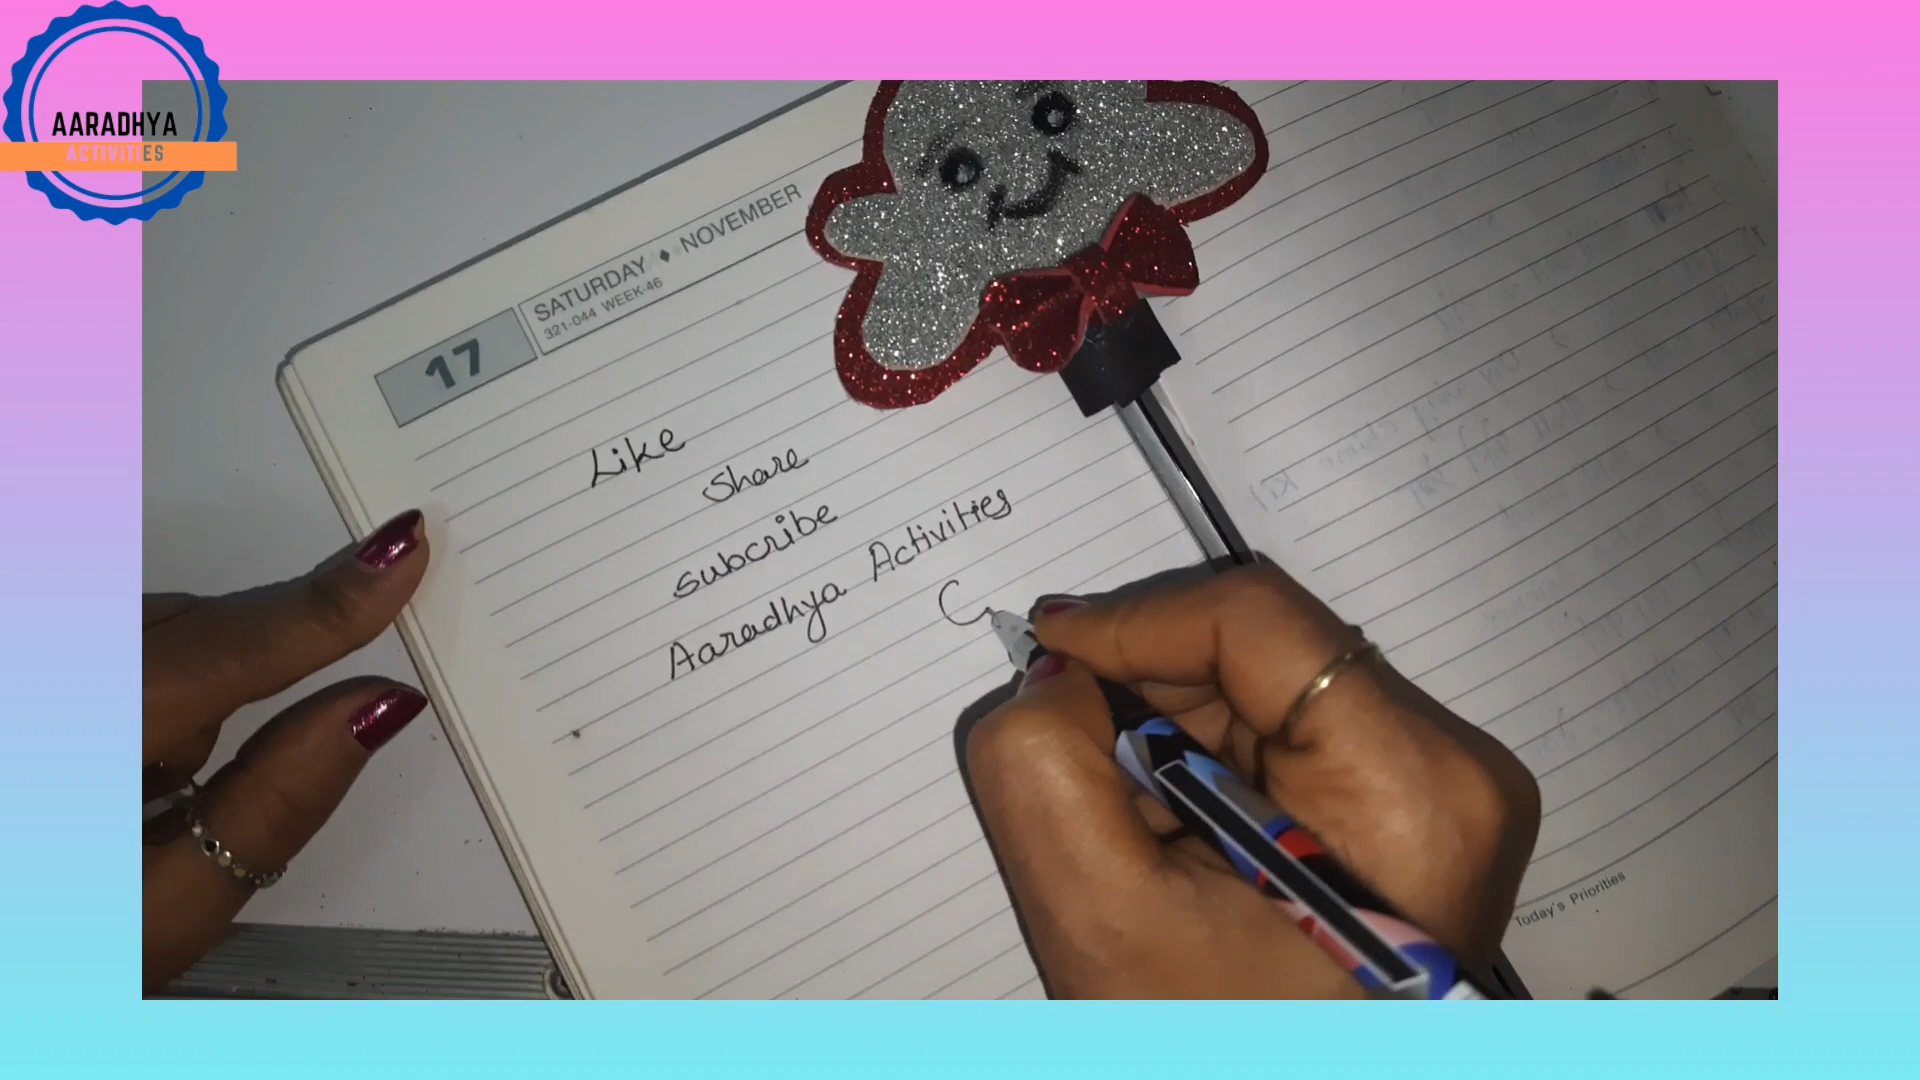 AARADHYA
ACTIVITIES
17
SATURDAY ♦ NOVEMBER
321-044 WEEK-46
Like
Share
subcribe
Aaradhya Activities
C
Today's Priorities